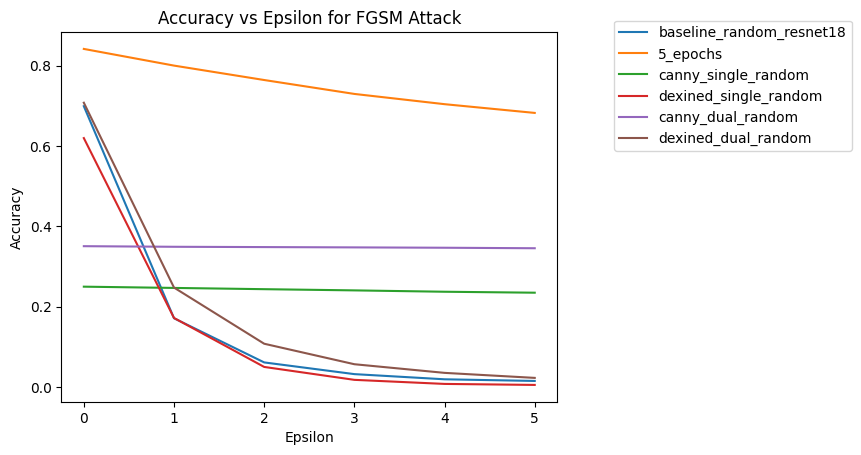 Accuracy vs Epsilon for FGSM Attack
baseline_random_resnet18
5_epochs
canny_single_random
dexined_single_random
canny_dual_random
dexined_dual_random
Accuracy
0.8
0.6
0.4
0.2
0.0
0 1 2 3 4 5
Epsilon